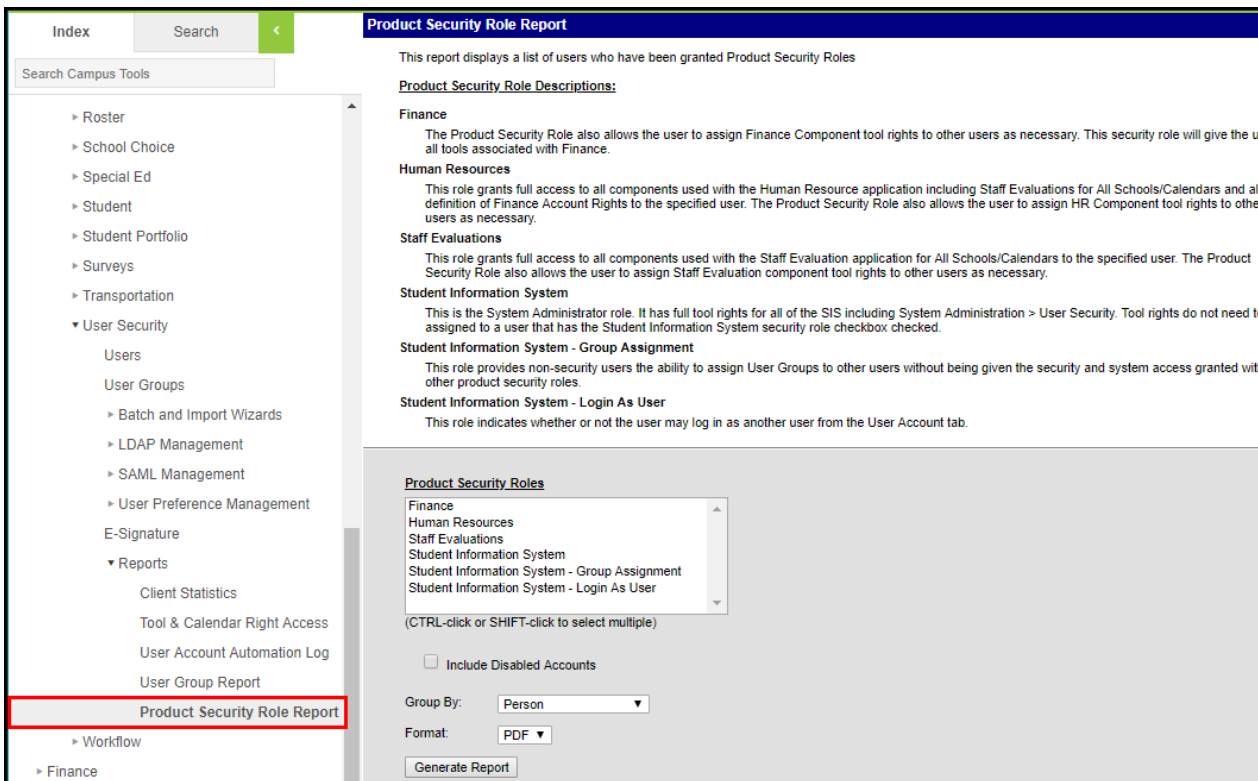 Index
Search
Search Campus Tools
Roster
School Choice
Special Ed
Student
Student Portfolio
Surveys
Transportation
User Security
Users
User Groups
Batch and Import Wizards
LDAP Management
SAML Management
User Preference Management
E-Signature
Reports
Client Statistics
Tool & Calendar Right Access
User Account Automation Log
User Group Report
Product Security Role Report
Workflow
Finance
Product Security Role Report
This report displays a list of users who have been granted Product Security Roles
Product Security Role Descriptions:
Finance
The Product Security Role also allows the user to assign Finance Component tool rights to other users as necessary. This security role will give the u
all tools associated with Finance.
Human Resources
This role grants full access to all components used with the Human Resource application including Staff Evaluations for All Schools/Calendars and al
definition of Finance Account Rights to the specified user. The Product Security Role also allows the user to assign HR Component tool rights to othe
users as necessary.
Staff Evaluations
This role grants full access to all components used with the Staff Evaluation application for All Schools/Calendars to the specified user. The Product
Security Role also allows the user to assign Staff Evaluation component tool rights to other users as necessary.
Student Information System
This is the System Administrator role. It has full tool rights for all of the SIS including System Administration > User Security. Tool rights do not need t
assigned to a user that has the Student Information System security role checkbox checked.
Student Information System - Group Assignment
This role provides non-security users the ability to assign User Groups to other users without being given the security and system access granted wit
other product security roles.
Student Information System - Login As User
This role indicates whether or not the user may log in as another user from the User Account tab.
Product Security Roles
Finance
Human Resources
Staff Evaluations
Student Information System
Student Information System - Group Assignment
Student Information System - Login As User
(CTRL-click or SHIFT-click to select multiple)
Include Disabled Accounts
Group By: Person
Format: PDF
Generate Report